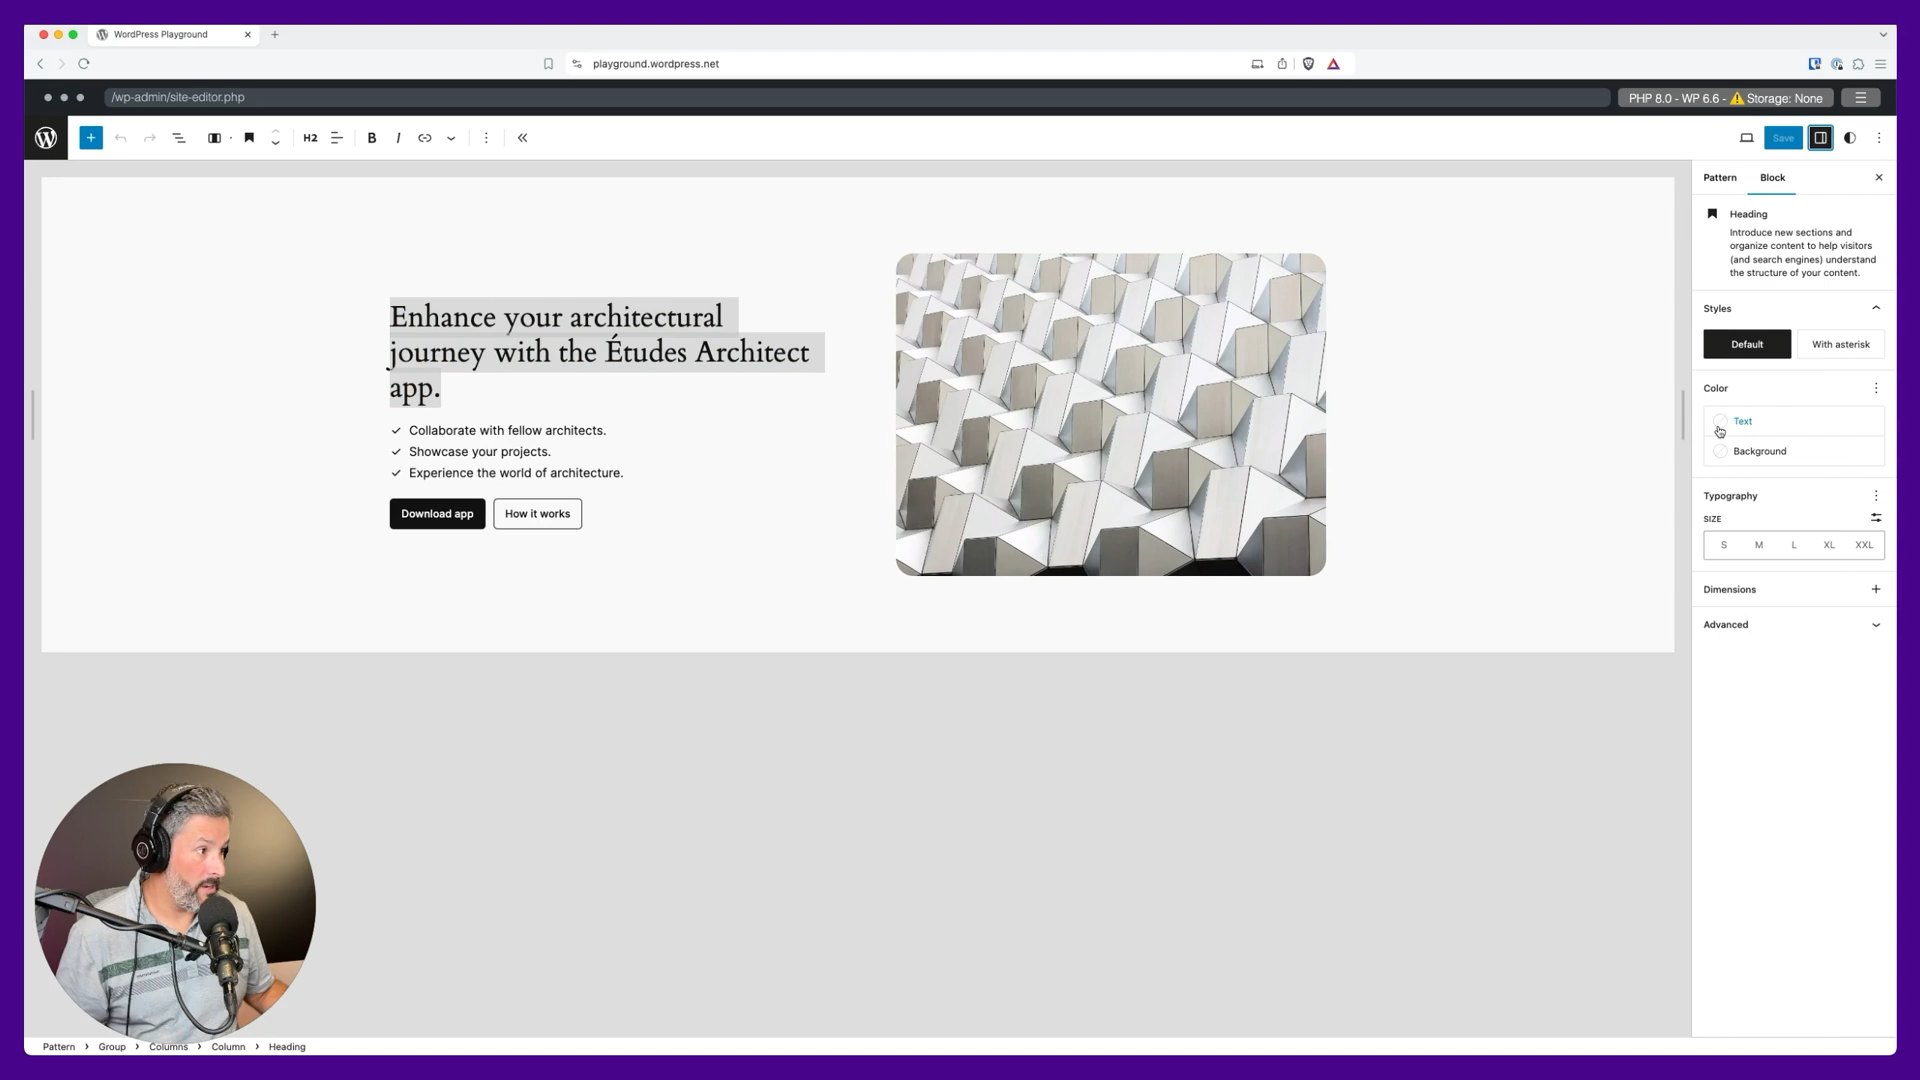 WordPress Playground
playground.wordpress.net
/wp-admin/site-editor.php
PHP 8.0 - WP 6.6 - ⚠️ Storage: None
H2
B
I
Save
Pattern
Block
Heading
Introduce new sections and
organize content to help visitors
(and search engines) understand
the structure of your content.
Styles
Default
With asterisk
Color
Text
Background
Typography
SIZE
S
M
L
XL
XXL
Dimensions
Advanced
Enhance your architectural
journey with the Études Architect
app.
Collaborate with fellow architects.
Showcase your projects.
Experience the world of architecture.
Download app
How it works
Pattern > Group > Columns > Column > Heading